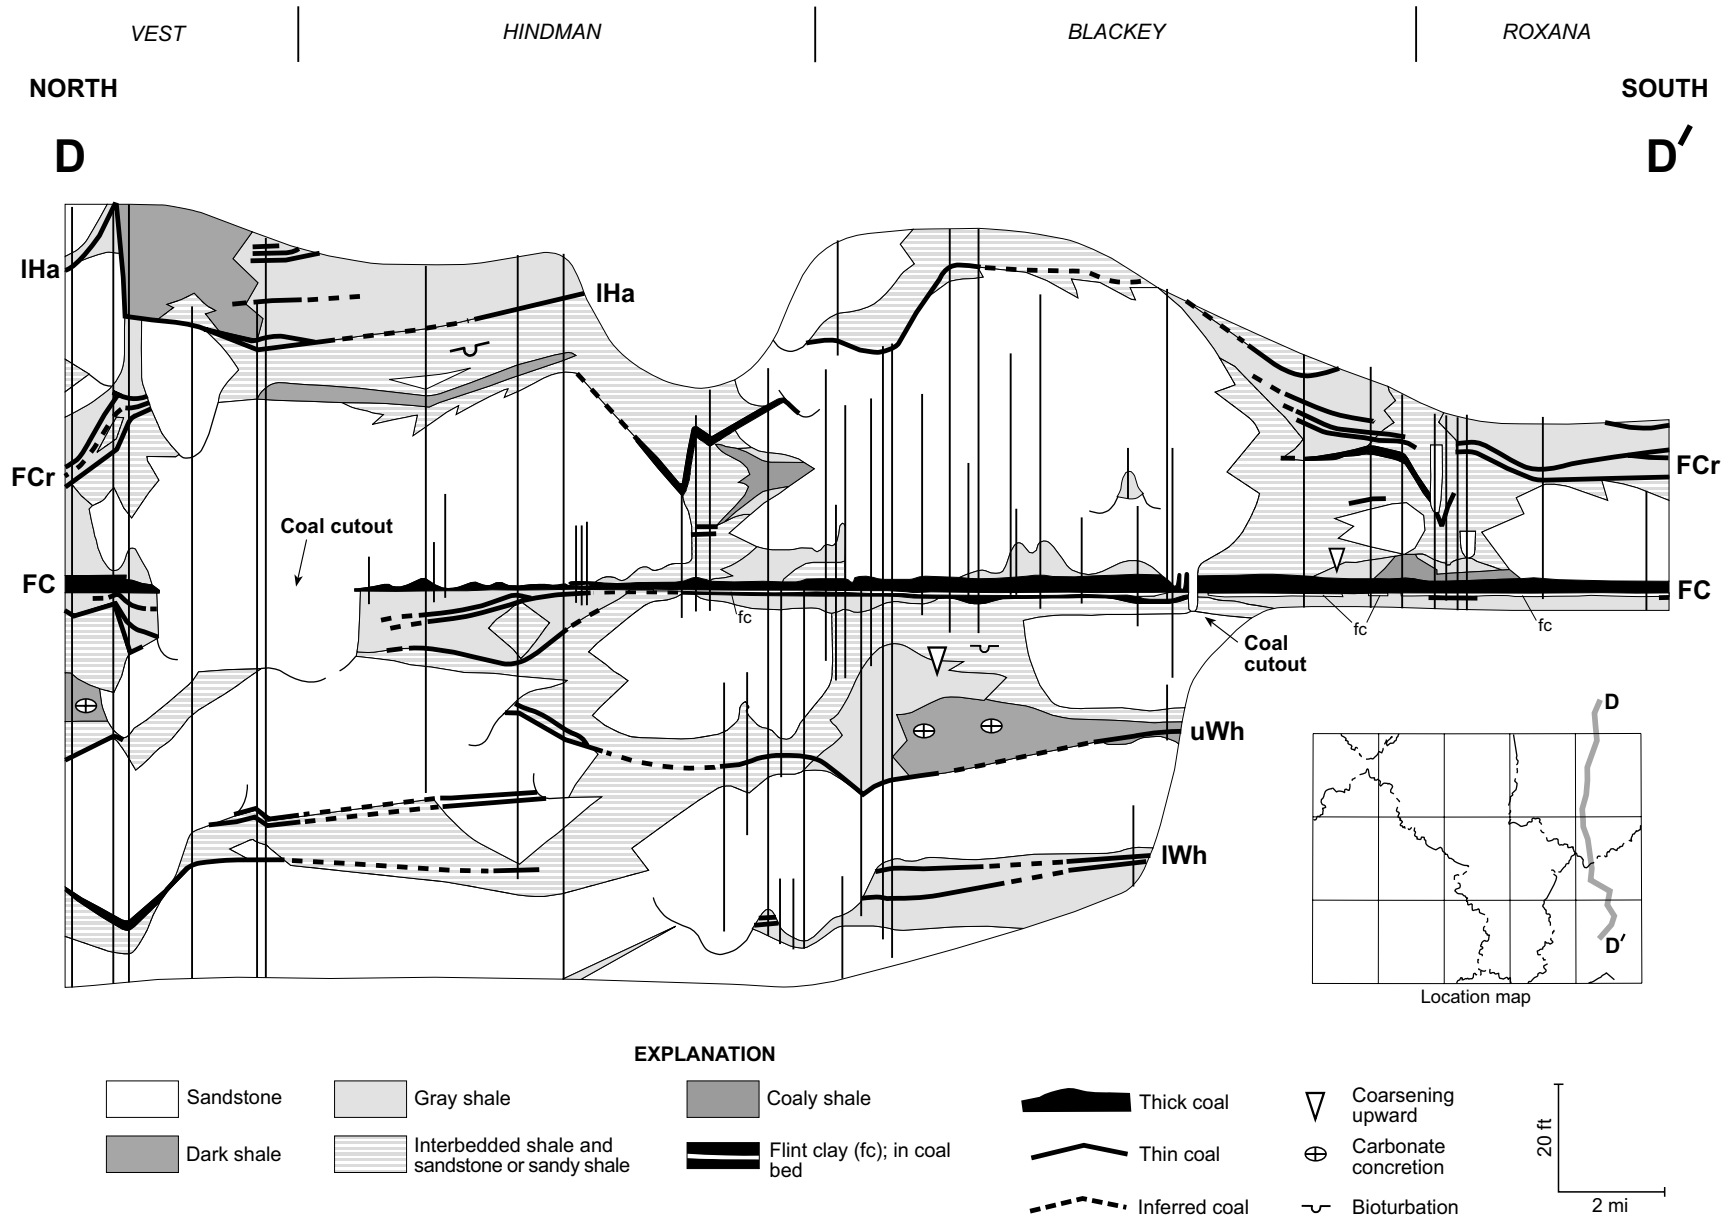 VEST HINDMAN BLACKEY ROXANA
NORTH SOUTH
D D′
lHa
lHa
FCr
FCr
Coal cutout
FC
FC
fc
fc
fc
Coal
cutout
uWh
lWh
D
D′
Location map
EXPLANATION
Sandstone
Gray shale
Coaly shale
Thick coal
Coarsening
upward
Dark shale
Interbedded shale and
sandstone or sandy shale
Flint clay (fc); in coal
bed
Thin coal
Carbonate
concretion
Inferred coal
Bioturbation
20 ft
2 mi